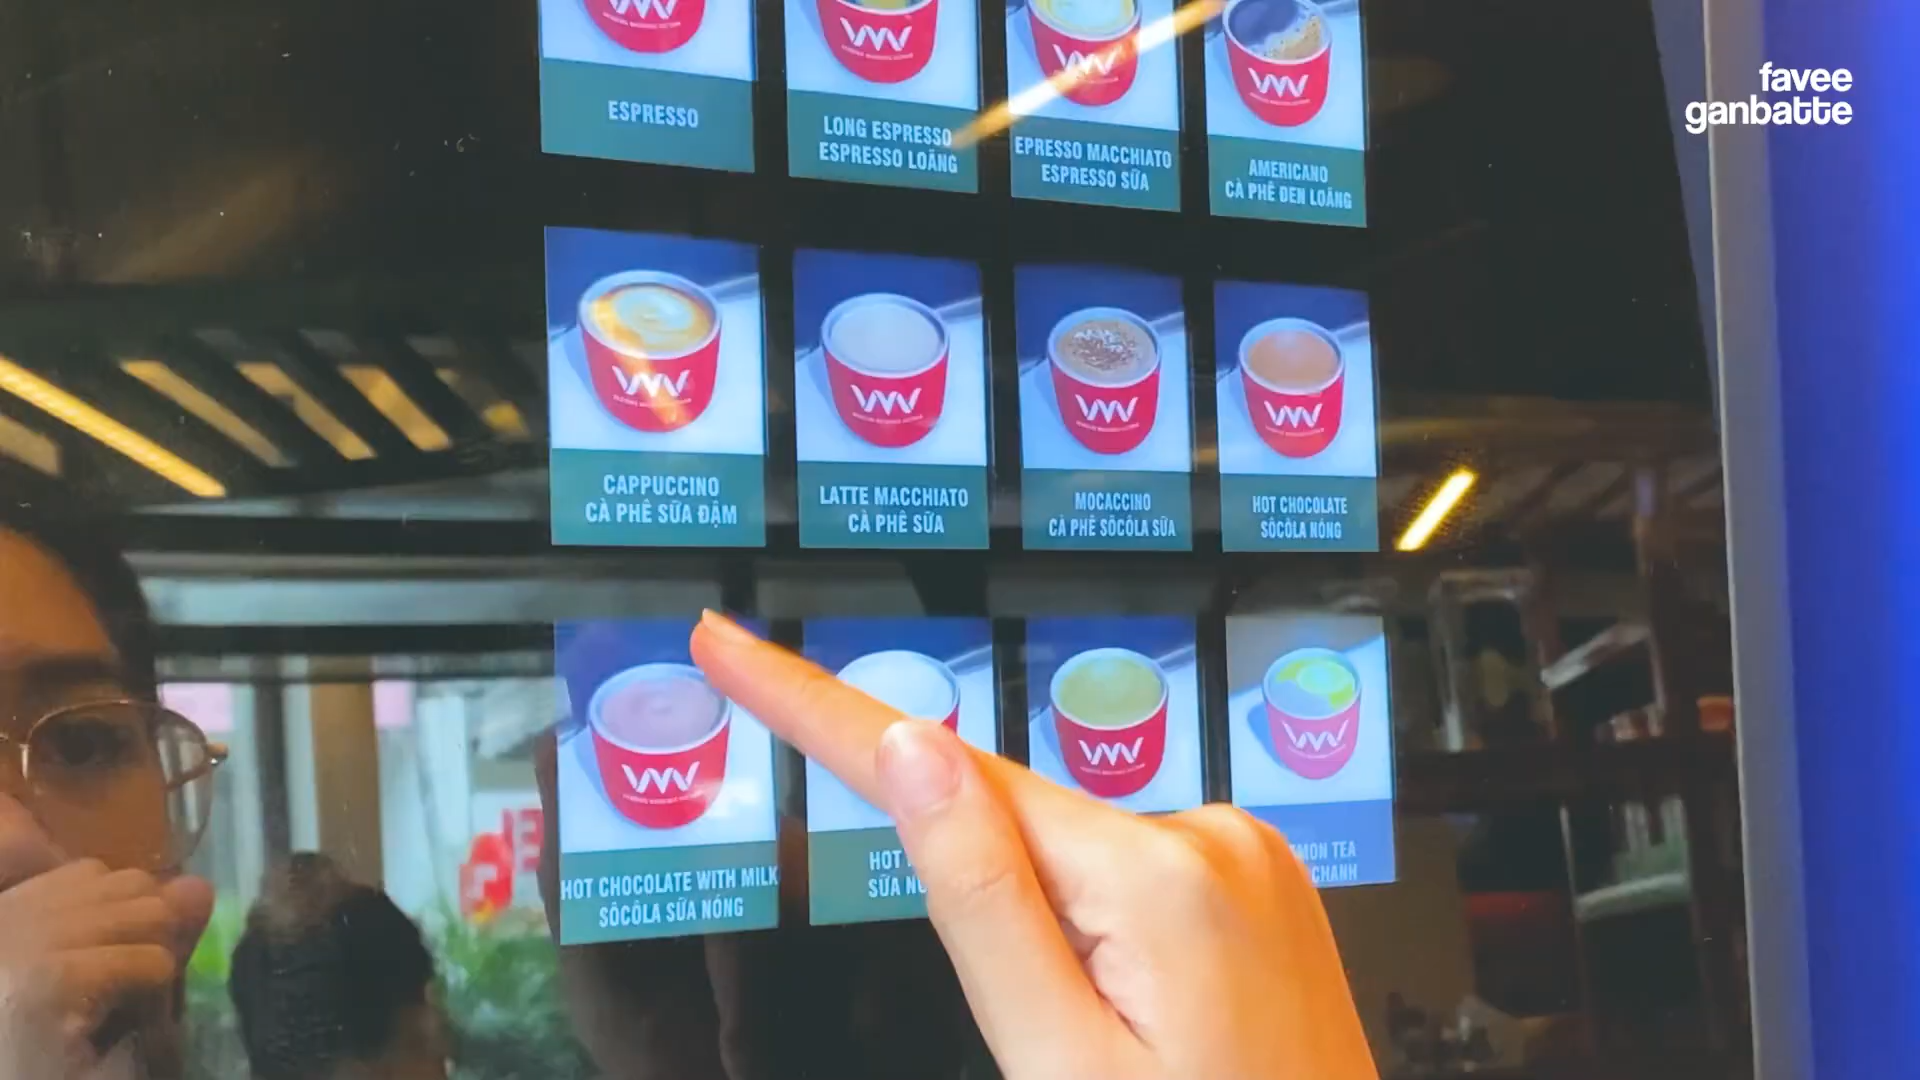 favee
ganbatte
ESPRESSO
LONG ESPRESSO
ESPRESSO LOÃNG
EPRESSO MACCHIATO
ESPRESSO SỮA
AMERICANO
CÀ PHÊ ĐEN LOÃNG
CAPPUCCINO
CÀ PHÊ SỮA ĐẬM
LATTE MACCHIATO
CÀ PHÊ SỮA
MOCACCINO
CÀ PHÊ SÔCÔLA SỮA
HOT CHOCOLATE
SÔCÔLA NÓNG
HOT CHOCOLATE WITH MILK
SÔCÔLA SỮA NÓNG
HOT
SỮA
TEA
CHANH